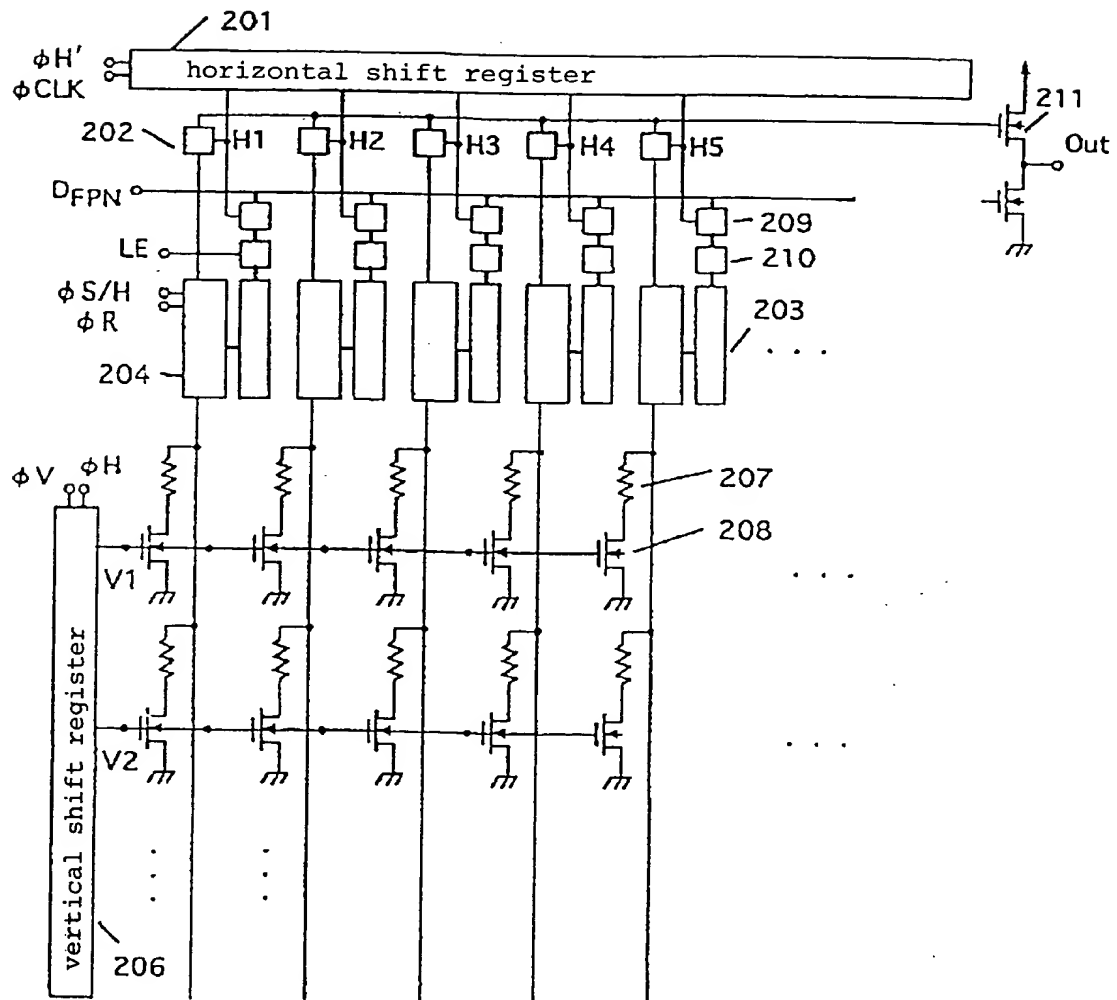 201
φH'
φCLK
horizontal shift register
211
202
H1
H2
H3
H4
H5
Out
DFPN
209
LE
210
φS/H
φR
203
204
. . .
φV
φH
207
208
V1
. . .
V2
. . .
vertical shift register
206